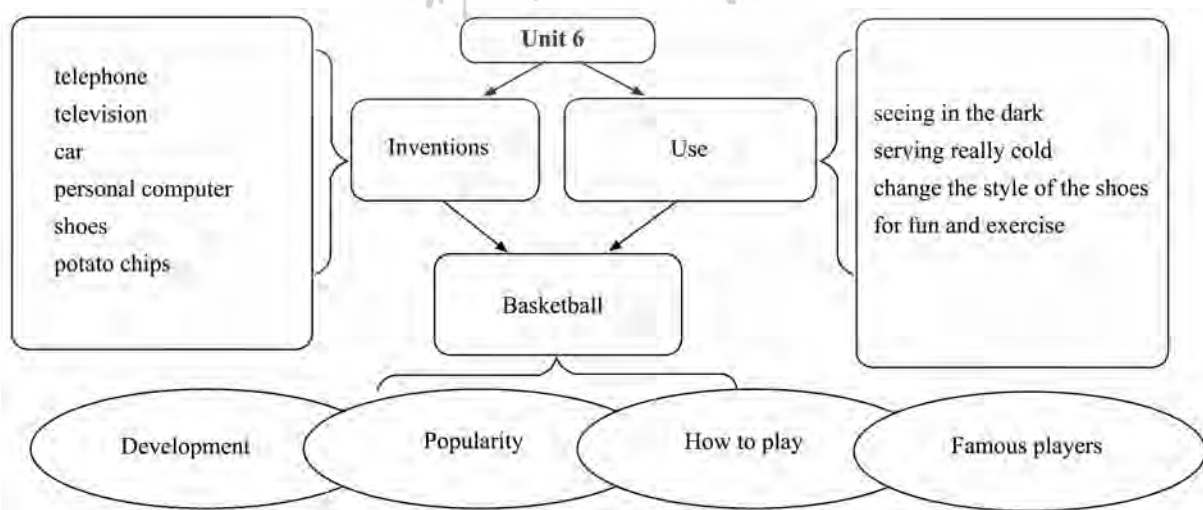 Unit 6
telephone
television
car
personal computer
shoes
potato chips
Inventions
Use
seeing in the dark
serving really cold
change the style of the shoes
for fun and exercise
Basketball
Development
Popularity
How to play
Famous players